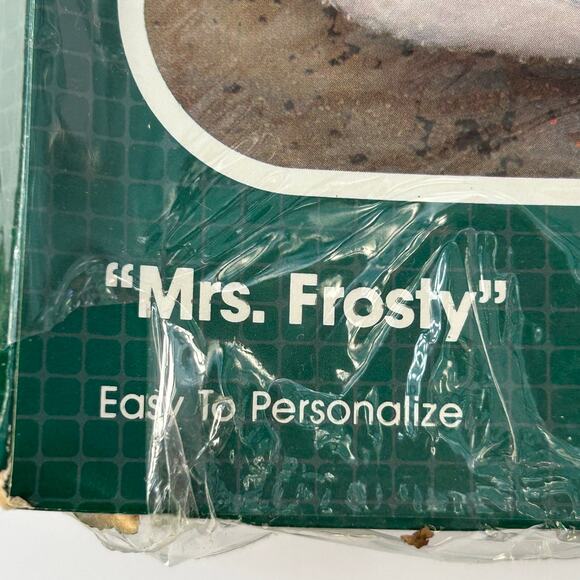 “Mrs. Frosty”
Easy To Personalize